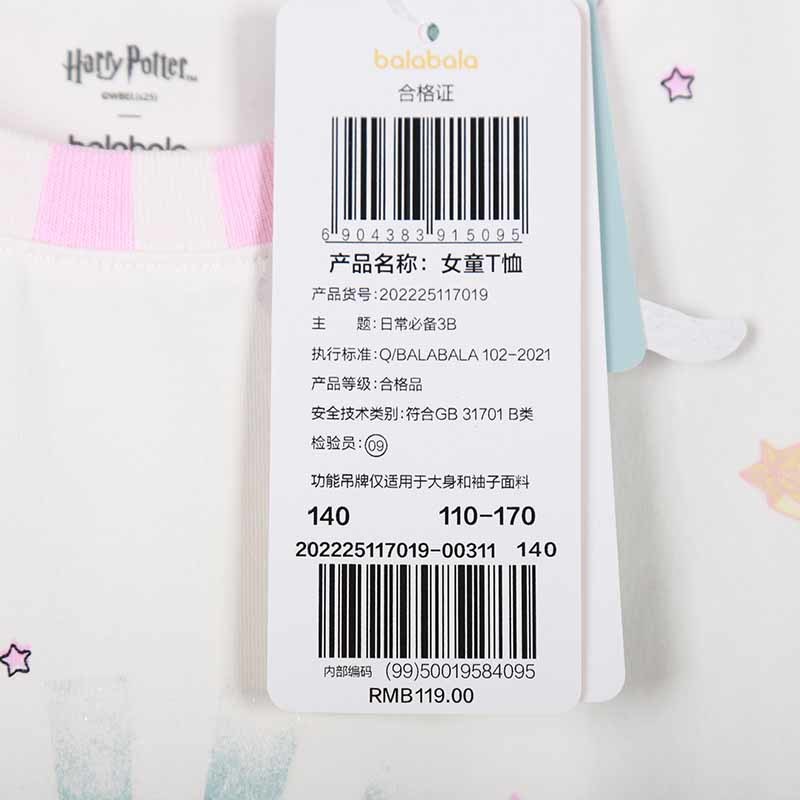 Harry Potter™
©WBEI (s25)
balabala
balabala
合格证
6904383915095
产品名称：女童T恤
产品货号:202225117019
主 题:日常必备3B
执行标准:Q/BALABALA 102-2021
产品等级:合格品
安全技术类别:符合GB 31701 B类
检验员:09
功能吊牌仅适用于大身和袖子面料
140 110-170
202225117019-00311 140
内部编码 (99)50019584095
RMB119.00